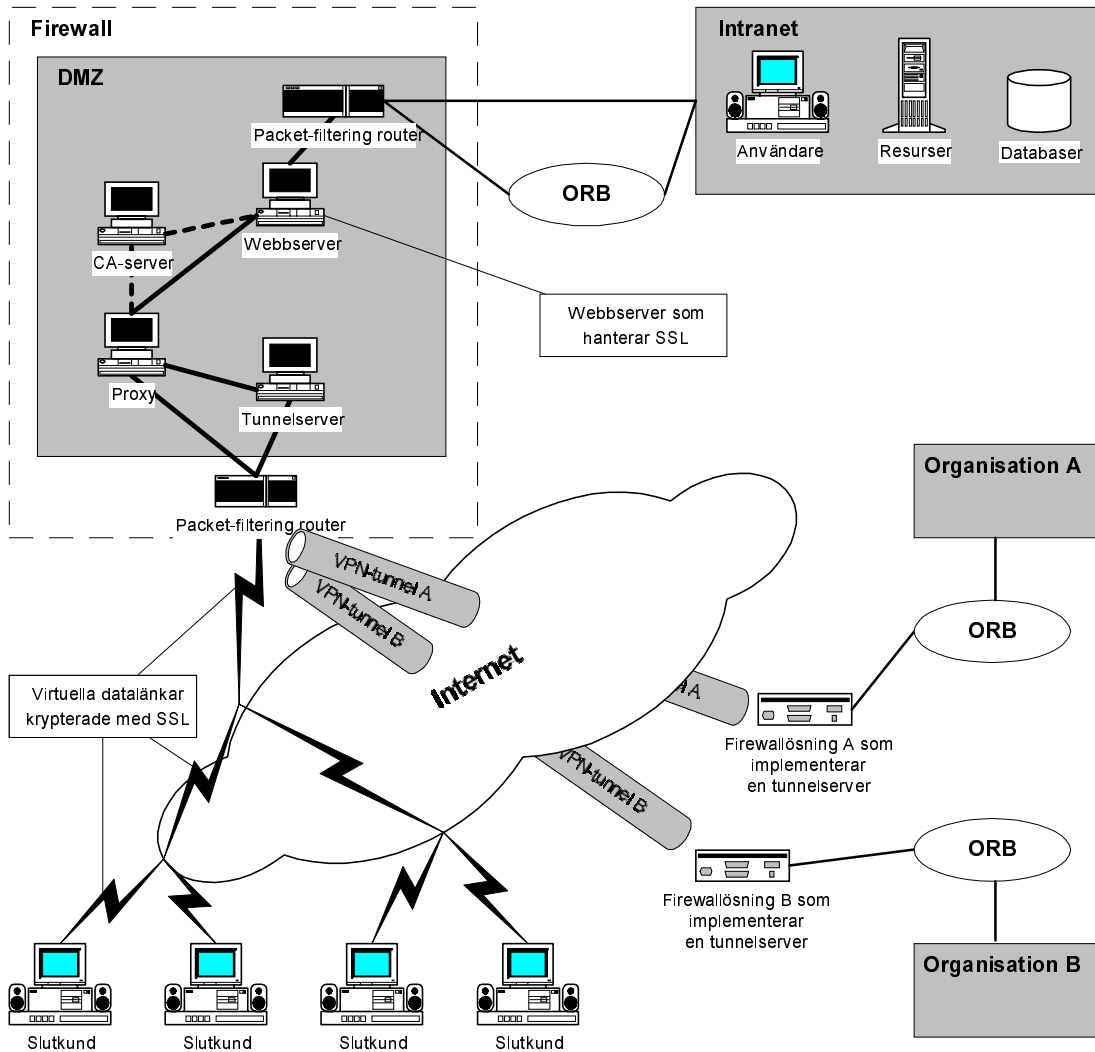 Firewall
DMZ
Packet-filtering router
Webbserver
CA-server
Proxy
Tunnelserver
Packet-filtering router
Intranet
Användare
Resurser
Databaser
ORB
Webbserver som
hanterar SSL
VPN-tunnel A
VPN-tunnel B
Internet
Virtuella datalänkar
krypterade med SSL
Organisation A
ORB
A
Firewallösning A som
implementerar
en tunnelserver
VPN-tunnel B
ORB
Firewallösning B som
implementerar
en tunnelserver
Organisation B
Slutkund
Slutkund
Slutkund
Slutkund